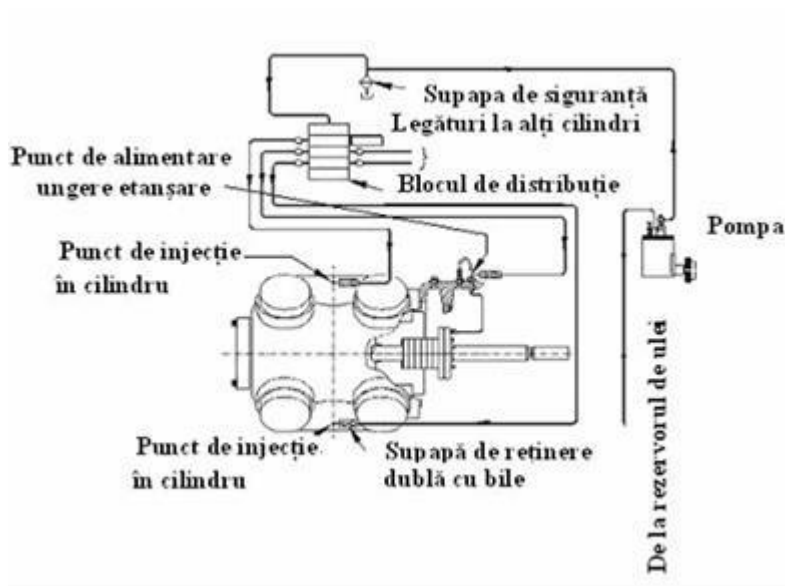 Supapa de siguranță
Legături la alți cilindri
Punct de alimentare
ungere etanșare
Blocul de distribuție
Pompa
Punct de injecție
în cilindru
De la rezervorul de ulei
Punct de injecție
în cilindru
Supapă de reținere
dublă cu bile